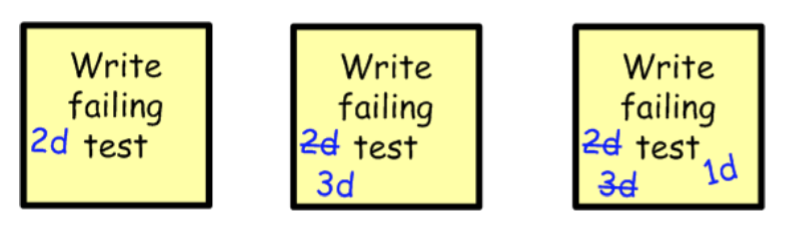 Write
failing
2d test
Write
failing
2d test
3d
Write
failing
2d test
3d 1d